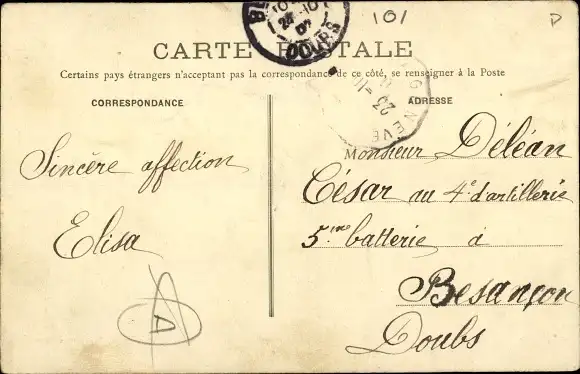 101
D
DOUBS
CARTE POSTALE
Certains pays étrangers n'acceptant pas la correspondance de ce côté, se renseigner à la Poste
CORRESPONDANCE
ADRESSE
Sincère affection
Elisa
A
Monsieur Déléan
César au 4e d'artillerie
5me batterie à
Besançon
Doubs